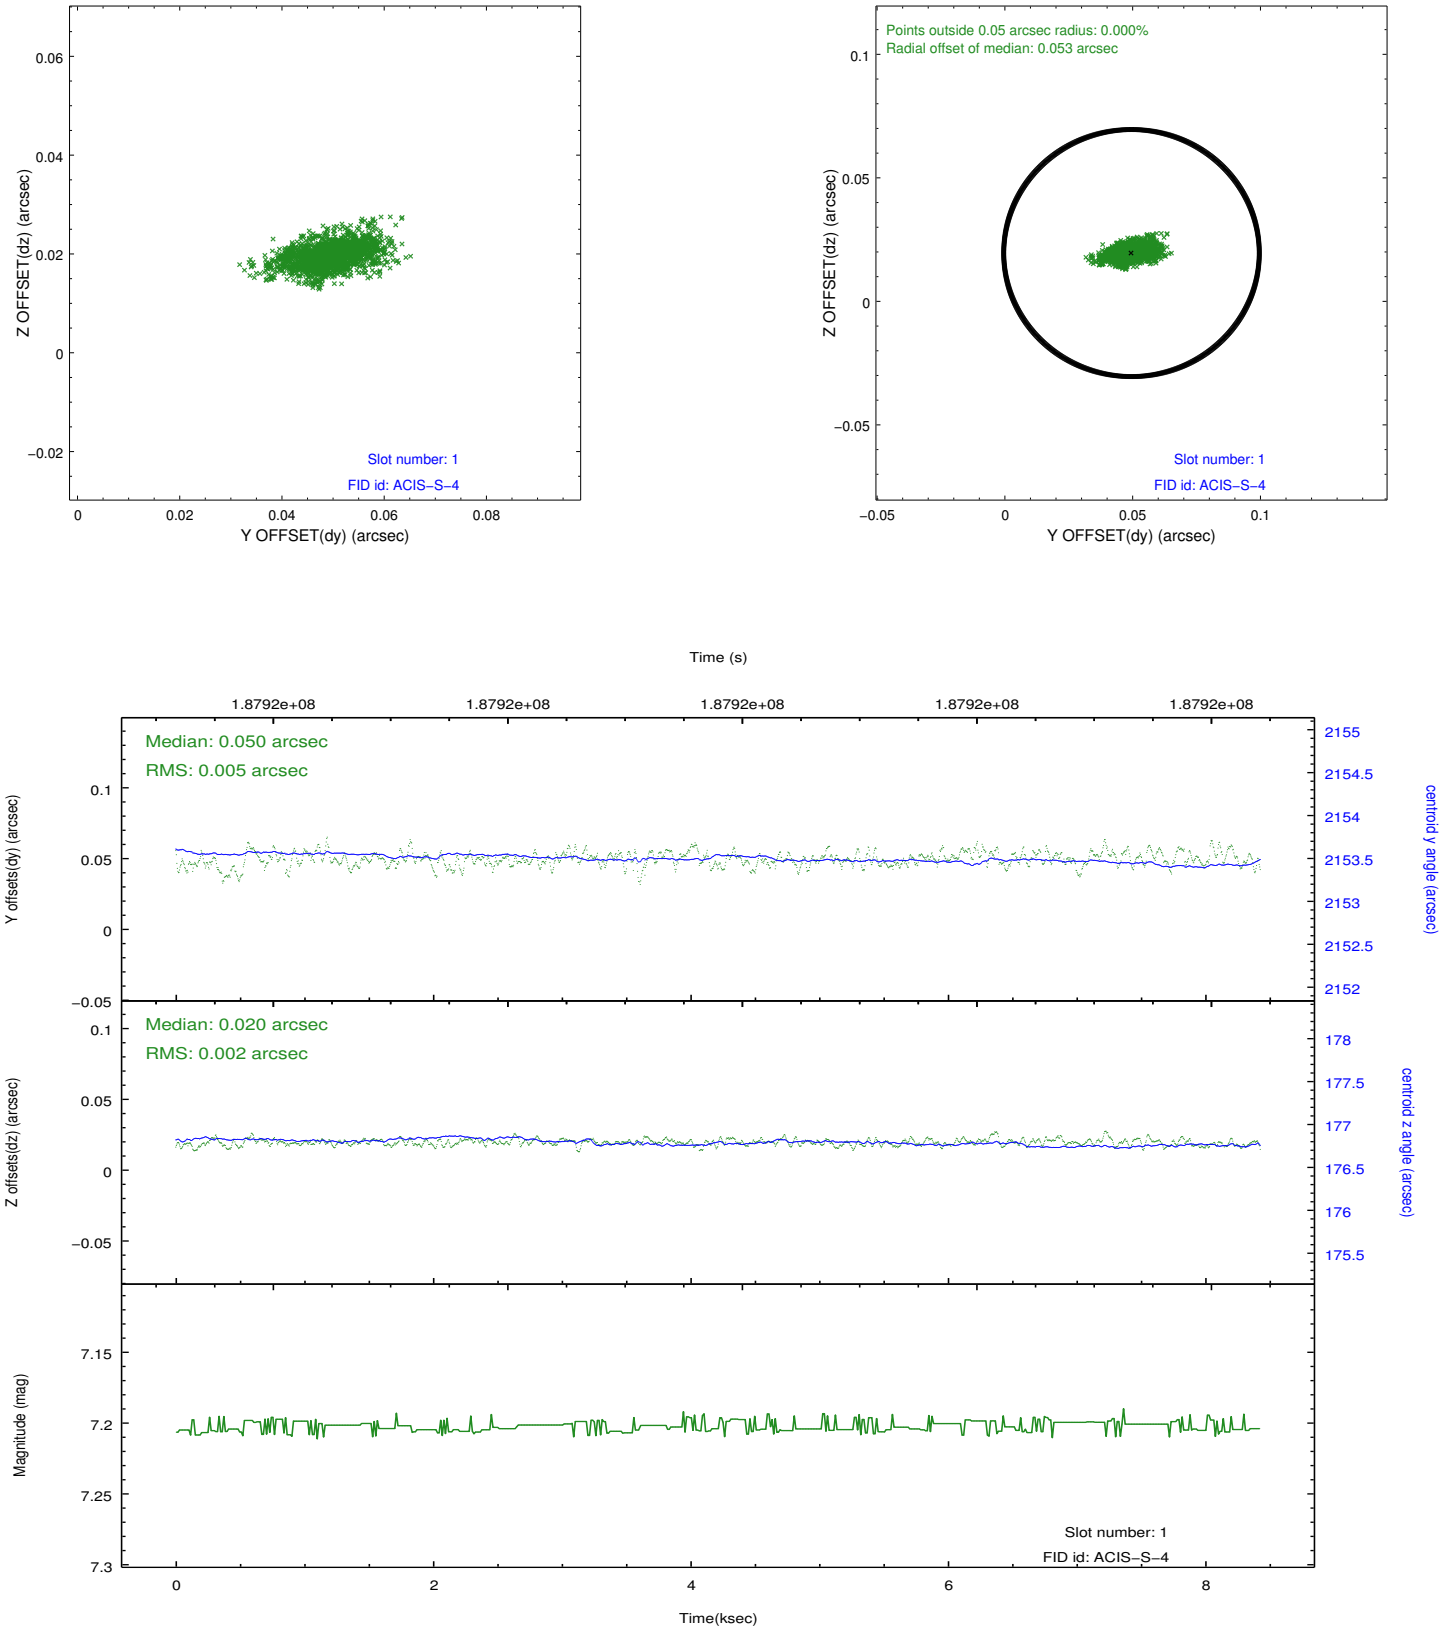 0.06
0.04
0.02
0
−0.02
Z OFFSET(dz) (arcsec)
Slot number: 1
FID id: ACIS−S−4
0
0.02
0.04
0.06
0.08
Y OFFSET(dy) (arcsec)
Points outside 0.05 arcsec radius: 0.000%
Radial offset of median: 0.053 arcsec
0.1
0.05
0
−0.05
Z OFFSET(dz) (arcsec)
Slot number: 1
FID id: ACIS−S−4
−0.05
0
0.05
0.1
Y OFFSET(dy) (arcsec)
Time (s)
1.8792e+08
1.8792e+08
1.8792e+08
1.8792e+08
1.8792e+08
Median: 0.050 arcsec
RMS: 0.005 arcsec
0.1
0.05
0
−0.05
Y offsets(dy) (arcsec)
2155
2154.5
2154
2153.5
2153
2152.5
2152
centroid y angle (arcsec)
Median: 0.020 arcsec
RMS: 0.002 arcsec
0.1
0.05
0
−0.05
Z offsets(dz) (arcsec)
178
177.5
177
176.5
176
175.5
centroid z angle (arcsec)
7.15
7.2
7.25
7.3
Magnitude (mag)
Slot number: 1
FID id: ACIS−S−4
0
2
4
6
8
Time(ksec)